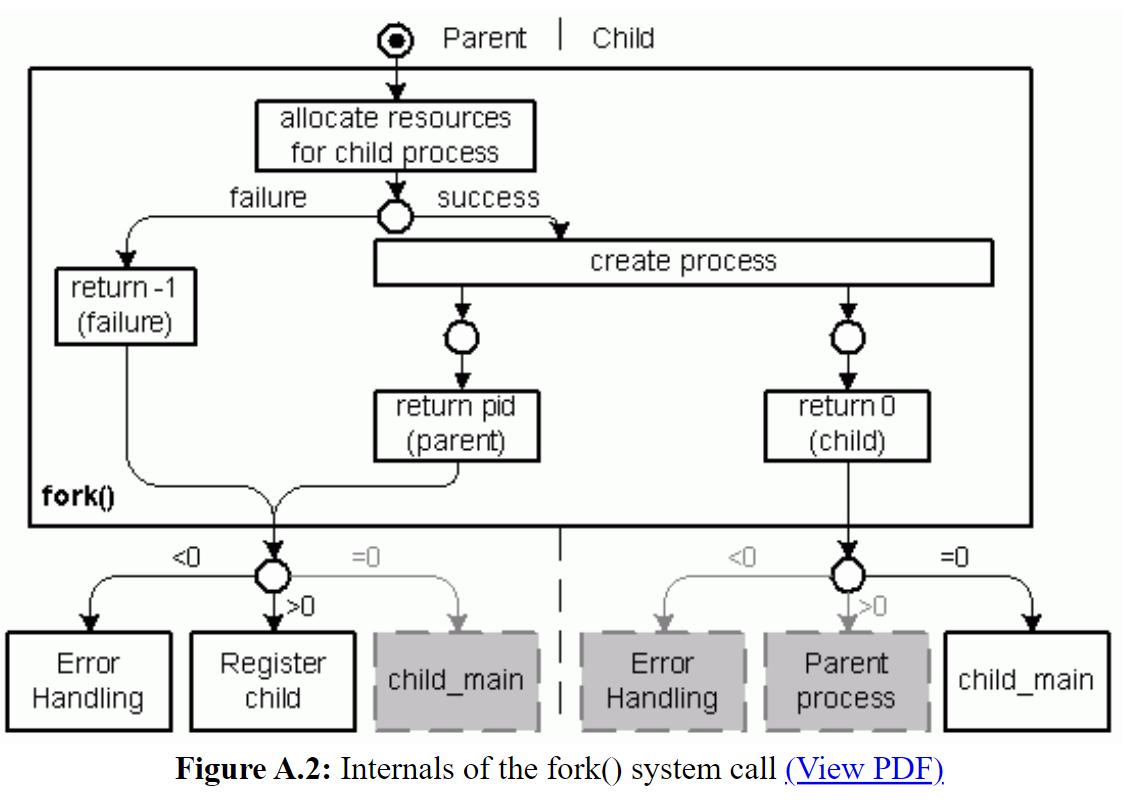 Parent | Child
allocate resources
for child process
failure
success
create process
return -1
(failure)
return pid
(parent)
return 0
(child)
fork()
<0
=0
>0
<0
=0
>0
Error
Handling
Register
child
child_main
Error
Handling
Parent
process
child_main
Figure A.2: Internals of the fork() system call (View PDF)